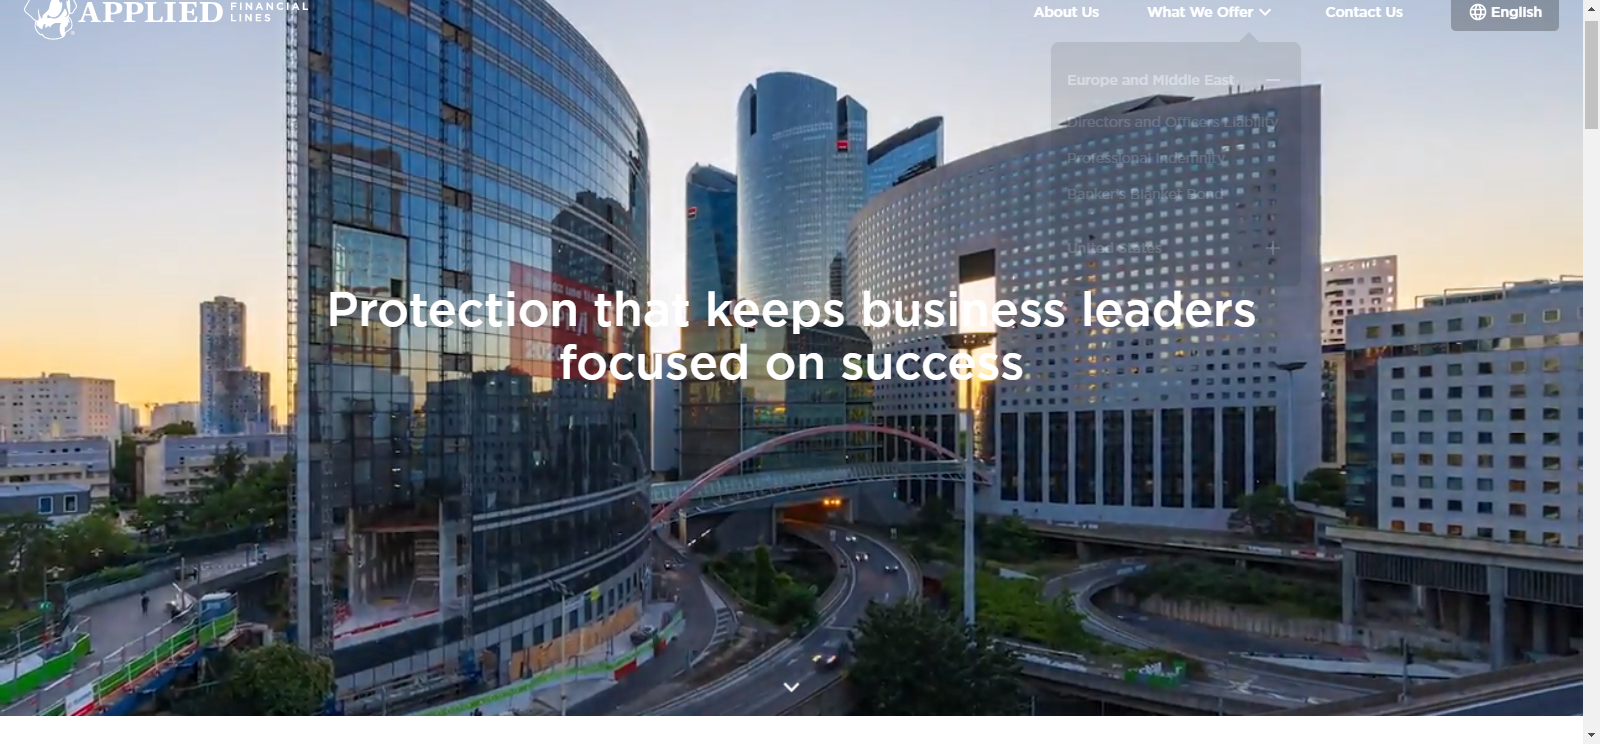 APPLIED FINANCIAL
LINES
About Us
What We Offer
Contact Us
English
Europe and Middle East
Directors and Officers Liability
Professional Indemnity
Banker's Blanket Bond
United States
Protection that keeps business leaders
focused on success